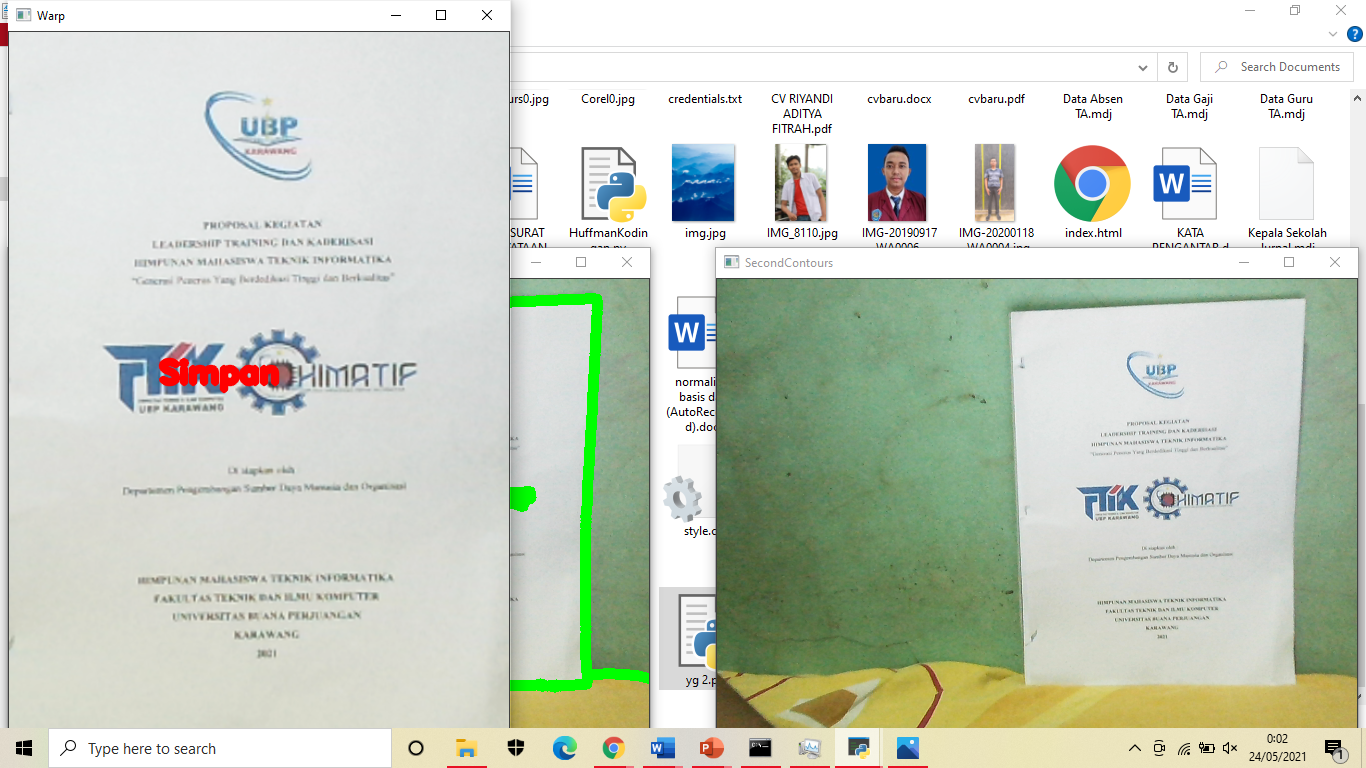 Warp
UBP
KARAWANG
PROPOSAL KEGIATAN
LEADERSHIP TRAINING DAN KADERISASI
HIMPUNAN MAHASISWA TEKNIK INFORMATIKA
"Generasi Penerus Yang Berdedikasi Tinggi dan Berkualitas"
FTIK
UBP KARAWANG
HIMATIF
Simpan
Di siapkan oleh
Departemen Pengembangan Sumber Daya Manusia dan Organisasi
HIMPUNAN MAHASISWA TEKNIK INFORMATIKA
FAKULTAS TEKNIK DAN ILMU KOMPUTER
UNIVERSITAS BUANA PERJUANGAN
KARAWANG
2021
Search Documents
urs0.jpg
Corel0.jpg
credentials.txt
CV RIYANDI
ADITYA
FITRAH.pdf
cvbaru.docx
cvbaru.pdf
Data Absen
TA.mdj
Data Gaji
TA.mdj
Data Guru
TA.mdj
SURAT
HuffmanKodin
img.jpg
IMG_8110.jpg
IMG-20190917
IMG-20200118
index.html
KATA
Kepala Sekolah
normali
basis d
(AutoRec
d).doc
style.c
yg 2.p
SecondContours
UBP
KARAWANG
PROPOSAL KEGIATAN
LEADERSHIP TRAINING DAN KADERISASI
HIMPUNAN MAHASISWA TEKNIK INFORMATIKA
"Generasi Penerus Yang Berdedikasi Tinggi dan Berkualitas"
FTIK
UBP KARAWANG
HIMATIF
Di siapkan oleh
Departemen Pengembangan Sumber Daya Manusia dan Organisasi
HIMPUNAN MAHASISWA TEKNIK INFORMATIKA
FAKULTAS TEKNIK DAN ILMU KOMPUTER
UNIVERSITAS BUANA PERJUANGAN
KARAWANG
2021
Type here to search
0:02
24/05/2021
1